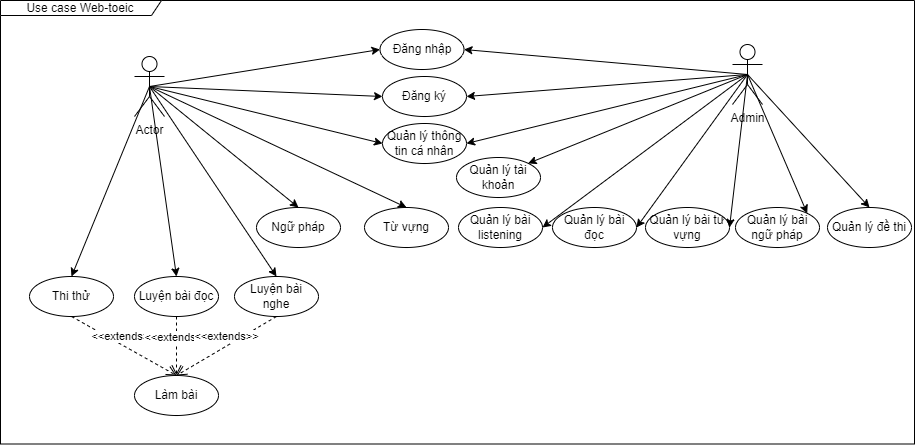 Use case Web-toeic
Đăng nhập
Đăng ký
Actor
Admin
Quản lý thông
tin cá nhân
Quản lý tài
khoản
Ngữ pháp
Từ vựng
Quản lý bài
listening
Quản lý bài
đọc
Quản lý bài từ
vựng
Quản lý bài
ngữ pháp
Quản lý đề thi
Thi thử
Luyện bài đọc
Luyện bài
nghe
<<extends
<<extends
<<extends>>
Làm bài